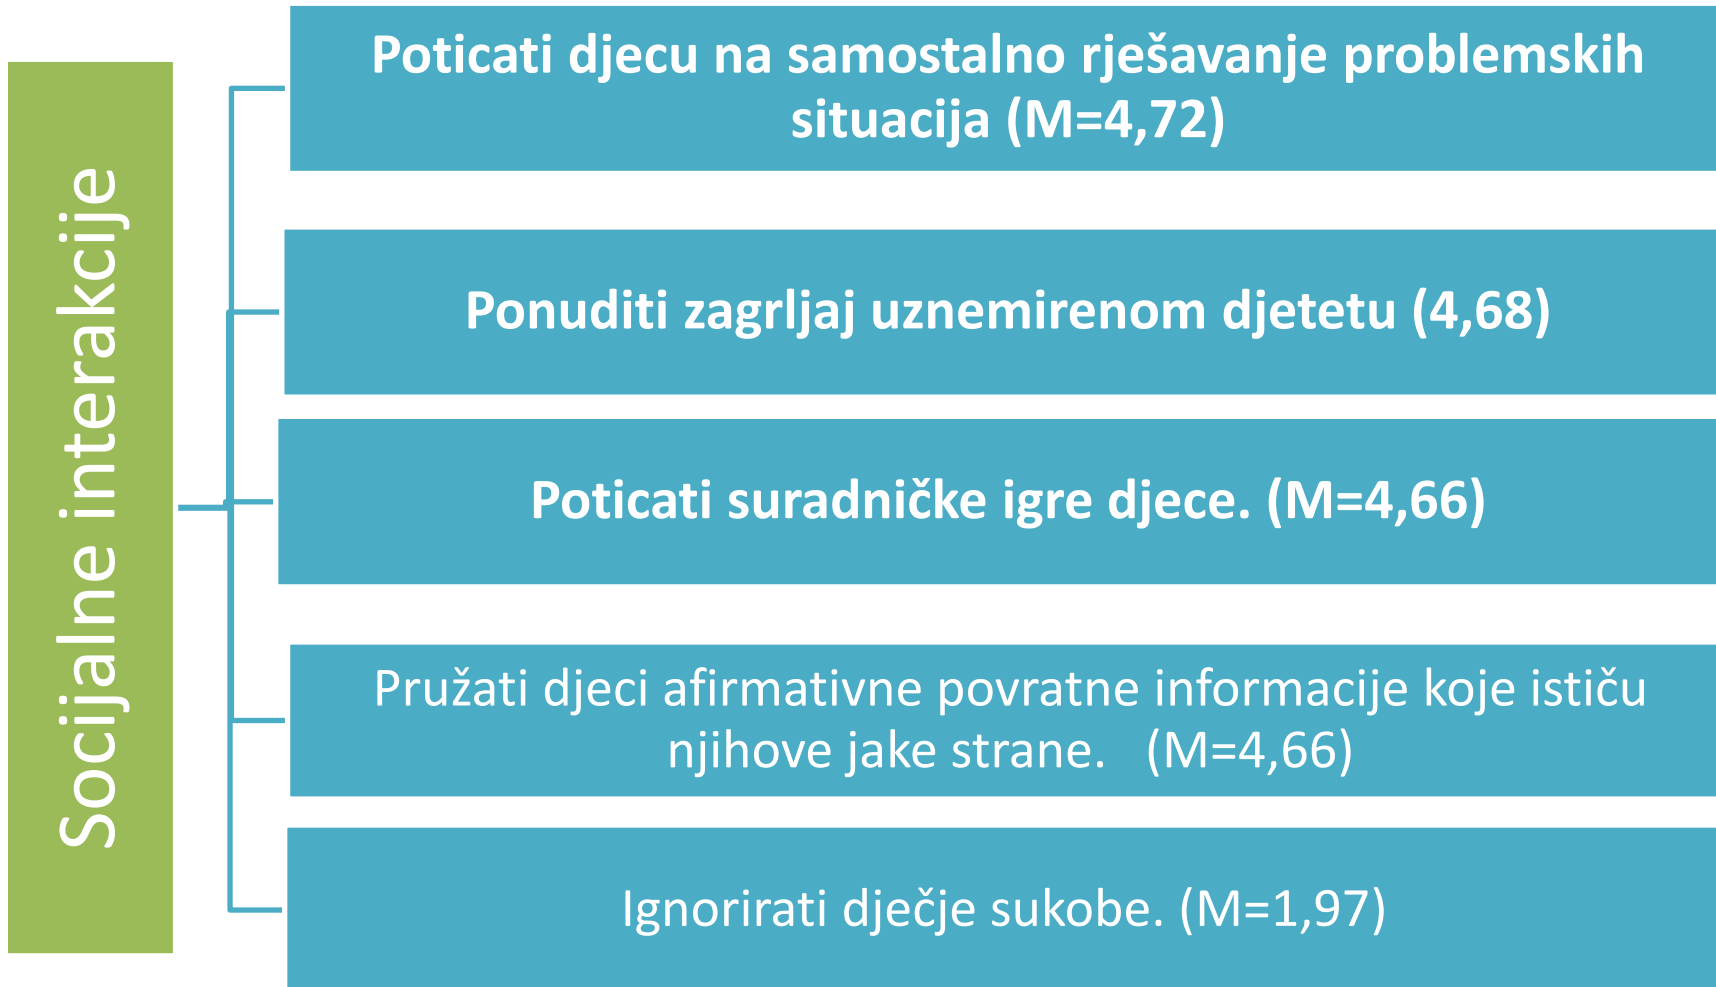 Socijalne interakcije
Poticati djecu na samostalno rješavanje problemskih
situacija (M=4,72)
Ponuditi zagrljaj uznemirenom djetetu (4,68)
Poticati suradničke igre djece. (M=4,66)
Pružati djeci afirmativne povratne informacije koje ističu
njihove jake strane.   (M=4,66)
Ignorirati dječje sukobe. (M=1,97)